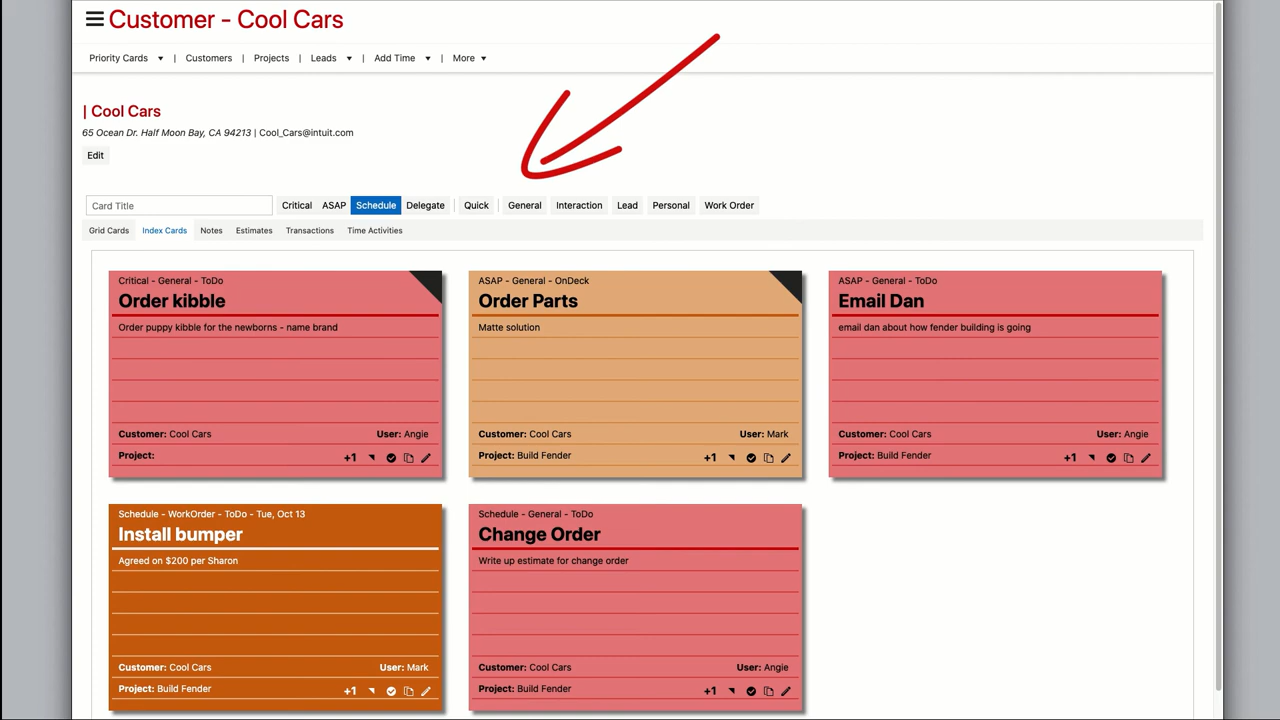 Customer - Cool Cars
Priority Cards | Customers | Projects | Leads | Add Time | More
| Cool Cars
65 Ocean Dr. Half Moon Bay, CA 94213 | Cool_Cars@intuit.com
Edit
Card Title Critical ASAP Schedule Delegate | Quick | General Interaction Lead Personal Work Order
Grid Cards Index Cards Notes Estimates Transactions Time Activities
Critical - General - ToDo
Order kibble
Order puppy kibble for the newborns - name brand
Customer: Cool Cars User: Angie
Project: +1
ASAP - General - OnDeck
Order Parts
Matte solution
Customer: Cool Cars User: Mark
Project: Build Fender +1
ASAP - General - ToDo
Email Dan
email dan about how fender building is going
Customer: Cool Cars User: Angie
Project: Build Fender +1
Schedule - WorkOrder - ToDo - Tue, Oct 13
Install bumper
Agreed on $200 per Sharon
Customer: Cool Cars User: Mark
Project: Build Fender +1
Schedule - General - ToDo
Change Order
Write up estimate for change order
Customer: Cool Cars User: Angie
Project: Build Fender +1